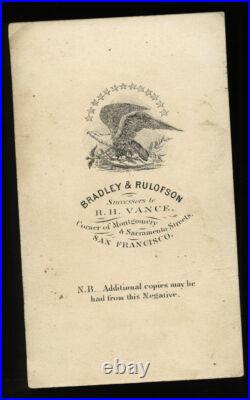 BRADLEY & RULOFSON
Successors to
R. H. VANCE,
Corner of Montgomery
& Sacramento Streets,
SAN FRANCISCO.
N.B. Additional copies may be
had from this Negative.